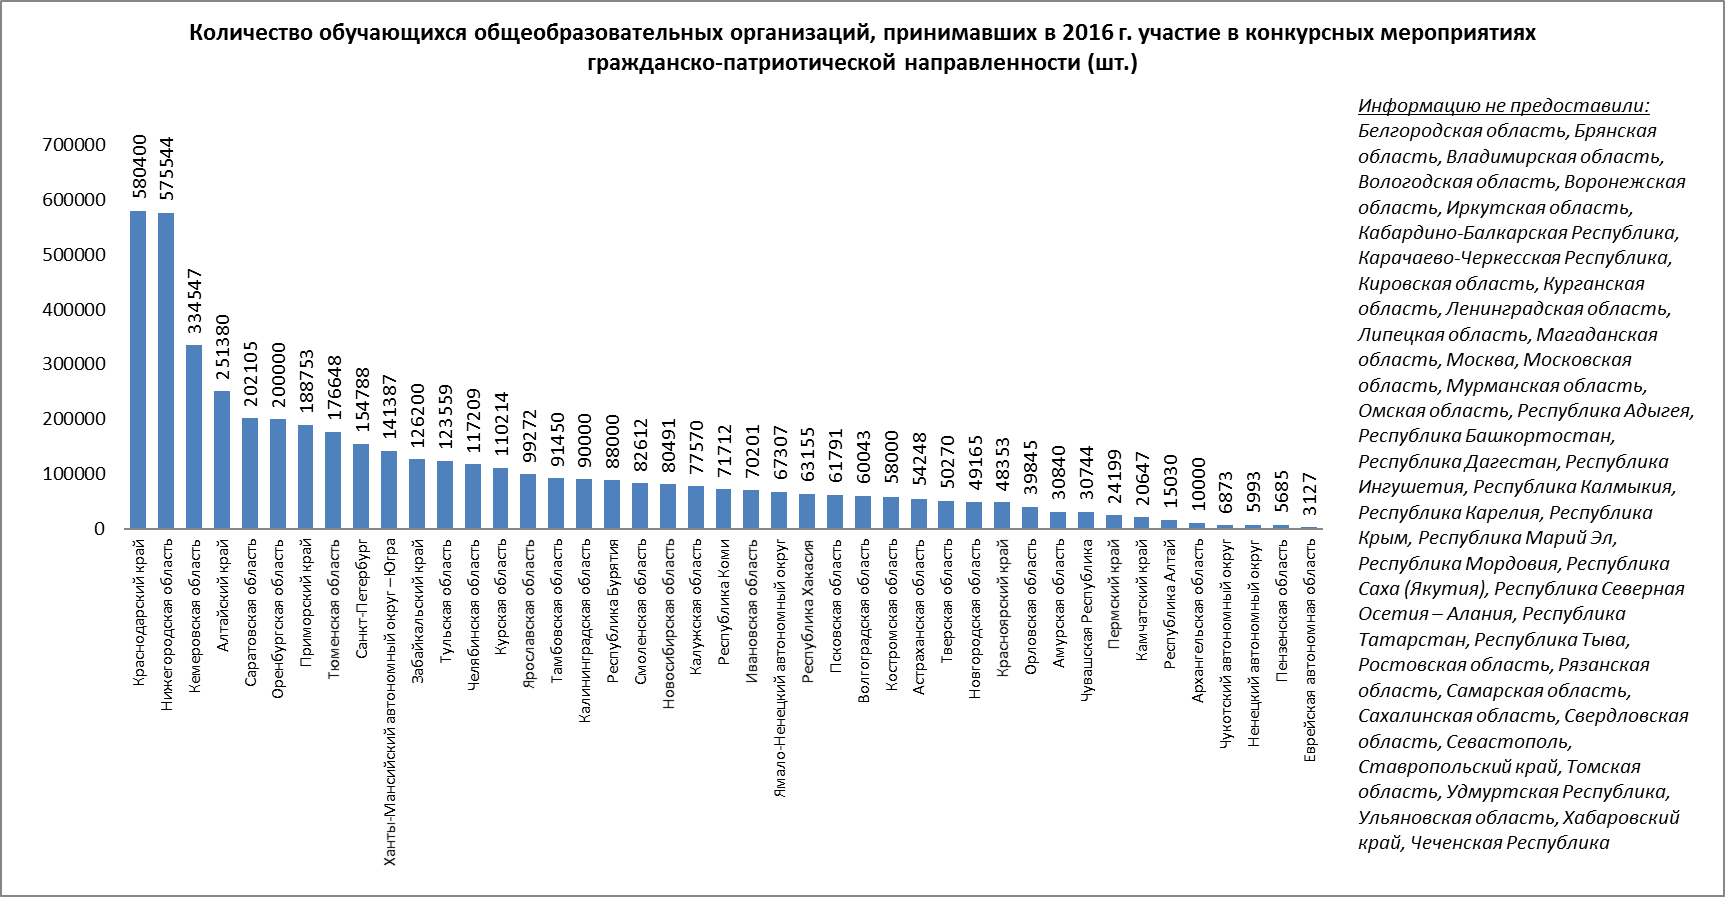 Количество обучающихся общеобразовательных организаций, принимавших в 2016 г. участие в конкурсных мероприятиях
гражданско-патриотической направленности (шт.)
700000
600000
500000
400000
300000
200000
100000
0
580400
575544
334547
251380
202105
200000
188753
176648
154788
141387
126200
123559
117209
110214
99272
91450
90000
88000
82612
80491
77570
71712
70201
67307
63155
61791
60043
58000
54248
50270
49165
48353
39845
30840
30744
24199
20647
15030
10000
6873
5993
5685
3127
Краснодарский край
Нижегородская область
Кемеровская область
Алтайский край
Саратовская область
Оренбургская область
Приморский край
Тюменская область
Санкт-Петербург
Ханты-Мансийский автономный округ – Югра
Забайкальский край
Тульская область
Челябинская область
Курская область
Ярославская область
Тамбовская область
Калининградская область
Республика Бурятия
Смоленская область
Новосибирская область
Калужская область
Республика Коми
Ивановская область
Ямало-Ненецкий автономный округ
Республика Хакасия
Псковская область
Волгоградская область
Костромская область
Астраханская область
Тверская область
Новгородская область
Красноярский край
Орловская область
Амурская область
Чувашская Республика
Пермский край
Камчатский край
Республика Алтай
Архангельская область
Чукотский автономный округ
Ненецкий автономный округ
Пензенская область
Еврейская автономная область
Информацию не предоставили:
Белгородская область, Брянская
область, Владимирская область,
Вологодская область, Воронежская
область, Иркутская область,
Кабардино-Балкарская Республика,
Карачаево-Черкесская Республика,
Кировская область, Курганская
область, Ленинградская область,
Липецкая область, Магаданская
область, Москва, Московская
область, Мурманская область,
Омская область, Республика Адыгея,
Республика Башкортостан,
Республика Дагестан, Республика
Ингушетия, Республика Калмыкия,
Республика Карелия, Республика
Крым, Республика Марий Эл,
Республика Мордовия, Республика
Саха (Якутия), Республика Северная
Осетия – Алания, Республика
Татарстан, Республика Тыва,
Ростовская область, Рязанская
область, Самарская область,
Сахалинская область, Свердловская
область, Севастополь,
Ставропольский край, Томская
область, Удмуртская Республика,
Ульяновская область, Хабаровский
край, Чеченская Республика